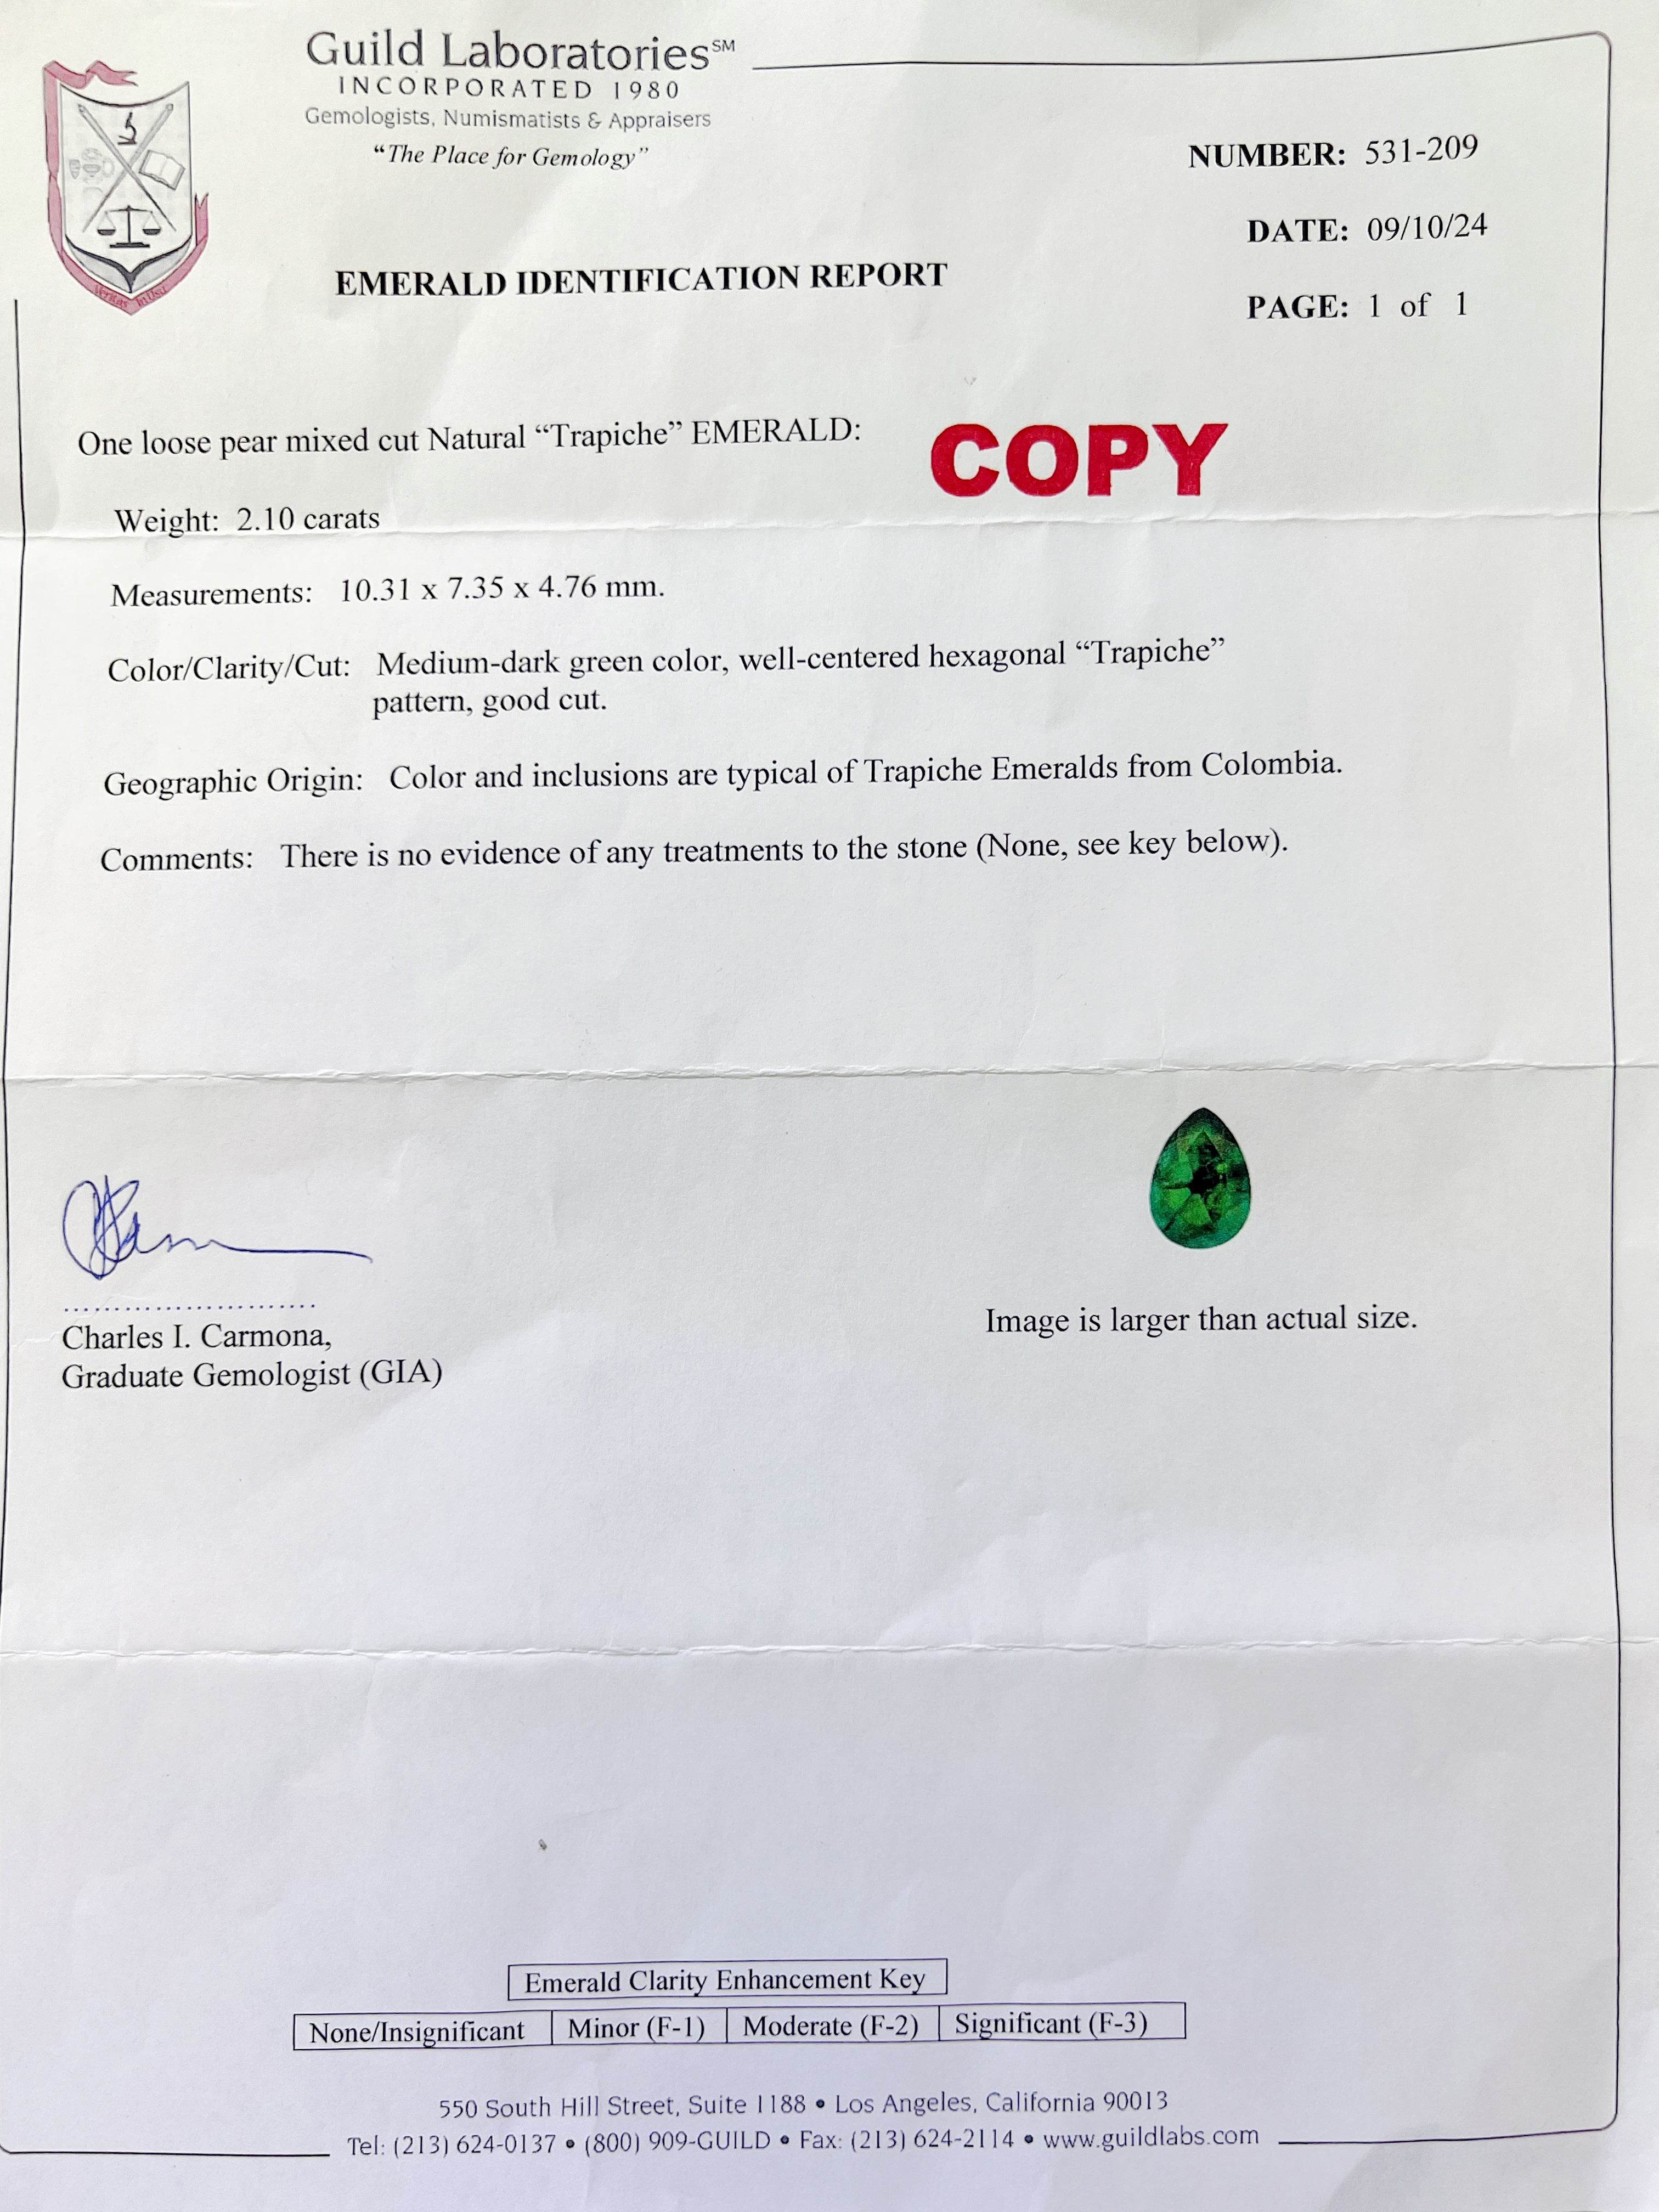 Guild Laboratories℠
INCORPORATED 1980
Gemologists, Numismatists & Appraisers
“The Place for Gemology”
Veritas
NUMBER: 531-209
DATE: 09/10/24
PAGE: 1 of 1
EMERALD IDENTIFICATION REPORT
One loose pear mixed cut Natural “Trapiche” EMERALD:
COPY
Weight: 2.10 carats
Measurements: 10.31 x 7.35 x 4.76 mm.
Color/Clarity/Cut: Medium-dark green color, well-centered hexagonal “Trapiche”
pattern, good cut.
Geographic Origin: Color and inclusions are typical of Trapiche Emeralds from Colombia.
Comments: There is no evidence of any treatments to the stone (None, see key below).
Charles I. Carmona,
Graduate Gemologist (GIA)
Image is larger than actual size.
Emerald Clarity Enhancement Key
None/Insignificant Minor (F-1) Moderate (F-2) Significant (F-3)
550 South Hill Street, Suite 1188 • Los Angeles, California 90013
Tel: (213) 624-0137 • (800) 909-GUILD • Fax: (213) 624-2114 • www.guildlabs.com